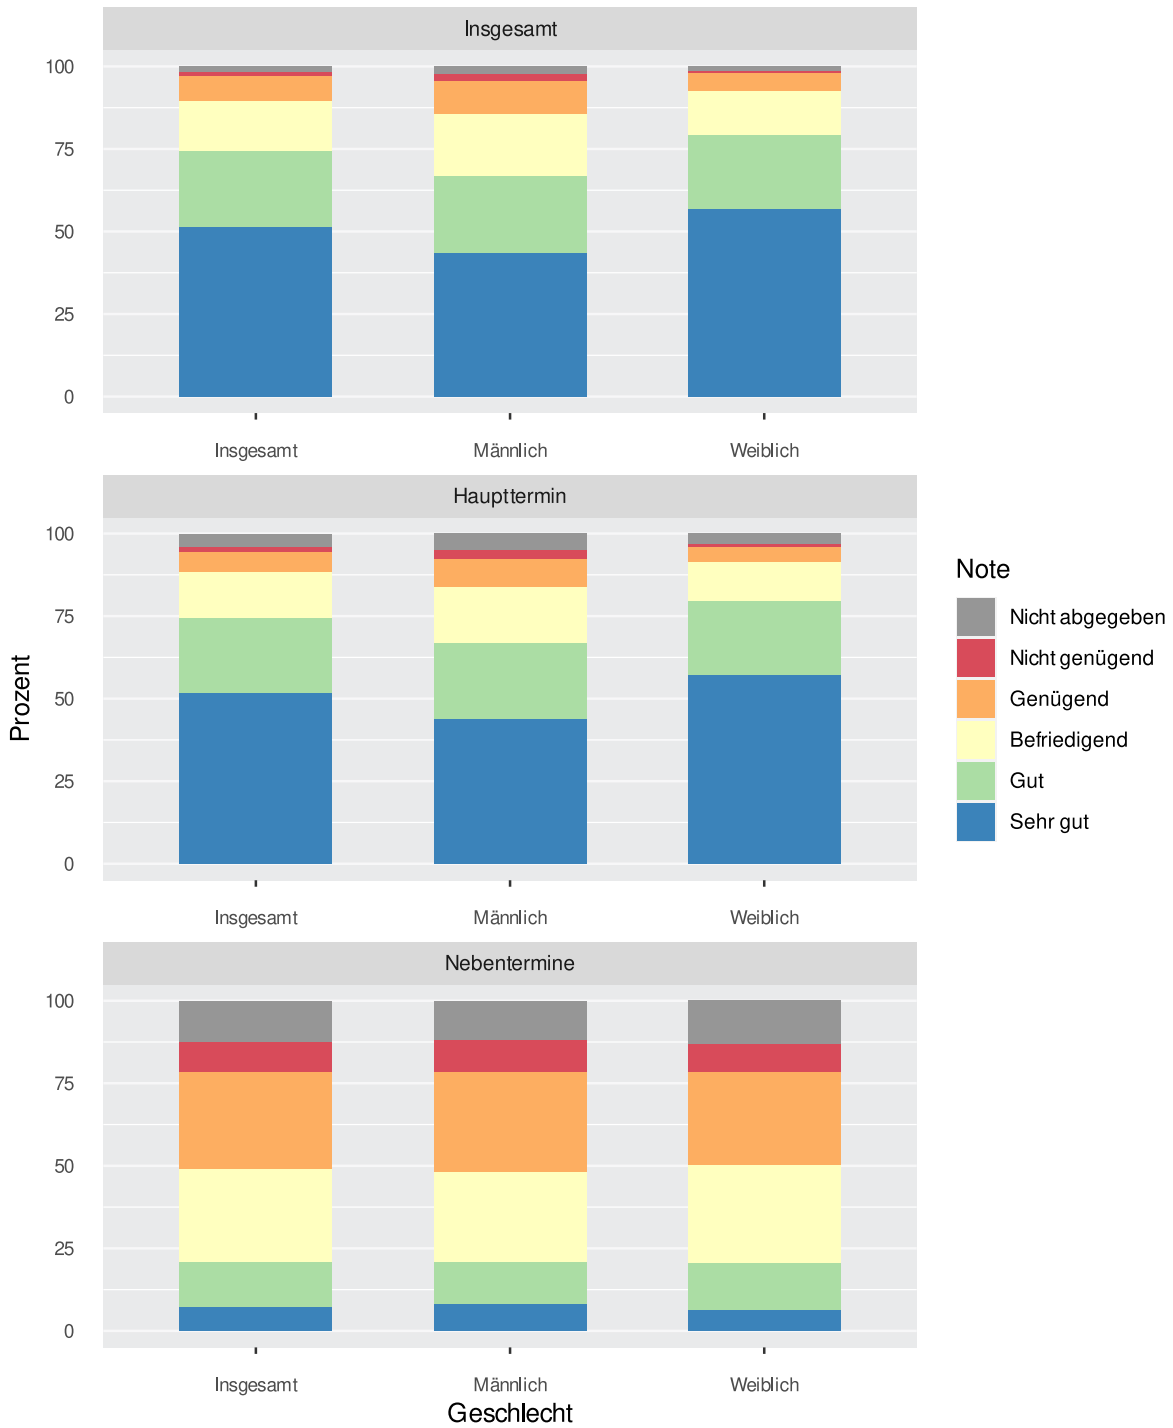 Insgesamt
100
75
50
25
0
Insgesamt Männlich Weiblich
Haupttermin
100
75
50
25
0
Insgesamt Männlich Weiblich
Nebentermine
100
75
50
25
0
Insgesamt Männlich Weiblich
Geschlecht
Prozent
Note
Nicht abgegeben
Nicht genügend
Genügend
Befriedigend
Gut
Sehr gut